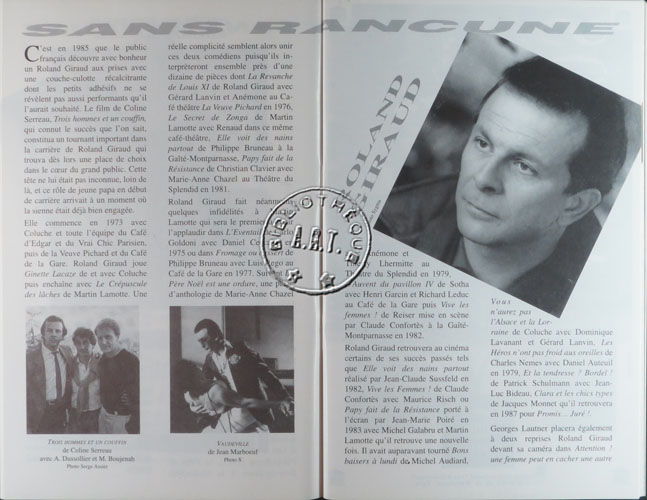 SANS RANCUNE
C'est en 1985 que le public
français découvre avec bonheur
un Roland Giraud aux prises avec
une couche-culotte récalcitrante
dont les petits adhésifs ne se
révèlent pas aussi performants qu'il
l'aurait souhaité. Le film de Coline
Serreau, Trois hommes et un couffin,
qui connut le succès que l'on sait,
constitua un tournant important dans
la carrière de Roland Giraud qui
trouva dès lors une place de choix
dans le cœur du grand public. Cette
tête ne lui était pas inconnue, loin de
là, et ce rôle de jeune papa en début
de carrière arrivait à un moment où
la sienne était déjà bien engagée.
Elle commence en 1973 avec
Coluche et toute l'équipe du Café
d'Edgar et du Vrai Chic Parisien,
puis de la Veuve Pichard et du Café
de la Gare. Roland Giraud joue
Ginette Lacaze de et avec Coluche
puis enchaîne avec Le Crépuscule
des lâches de Martin Lamotte. Une
réelle complicité semble alors unir
ces deux comédiens puisqu'ils in-
terprèteront ensemble près d'une
dizaine de pièces dont La Revanche
de Louis XI de Roland Giraud avec
Gérard Lanvin et Anémone au Ca-
fé théâtre La Veuve Pichard en 1976,
Le Secret de Zonga de Martin
Lamotte avec Renaud dans ce même
café-théâtre, Elle voit des nains
partout de Philippe Bruneau à la
Gaîté-Montparnasse, Papy fait de la
Résistance de Christian Clavier avec
Marie-Anne Chazel au Théâtre du
Splendid en 1981.
Roland Giraud fait néanmoins
quelques infidélités à
Lamotte qui sera le premier
l'applaudir dans L'Eventail
Goldoni avec Daniel en
1975 ou dans Fromage ou dessert de
Philippe Bruneau avec Luis Rego au
Café de la Gare en 1977. Suivent Le
Père Noël est une ordure, une
d'anthologie de Marie-Anne Chazel
TROIS HOMMES ET UN COUFFIN
de Coline Serreau
avec A. Dussollier et M. Boujenah
Photo Serge Assier
VAUDEVILLE
de Jean Marboeuf
Photo X
BIBLIOTHÈQUE
A.R.T.
ROLAND
GIRAUD
Anémone et
Thierry Lhermitte au
Théâtre du Splendid en 1979,
L'Auvent du pavillon IV de Sotha
avec Henri Garcin et Richard Leduc
au Café de la Gare puis Vive les
femmes ! de Reiser mise en scène
par Claude Confortès à la Gaîté-
Montparnasse en 1982.
Roland Giraud retrouvera au cinéma
certains de ses succès passés tels
que Elle voit des nains partout
réalisé par Jean-Claude Sussfeld en
1982, Vive les Femmes ! de Claude
Confortès avec Maurice Risch ou
Papy fait de la Résistance porté à
l'écran par Jean-Marie Poiré en
1983 avec Michel Galabru et Martin
Lamotte qu'il retrouve une nouvelle
fois. Il avait auparavant tourné Bons
baisers à lundi de Michel Audiard,
Vous
n'aurez pas
l'Alsace et la Lor-
raine de Coluche avec Dominique
Lavanant et Gérard Lanvin, Les
Héros n'ont pas froid aux oreilles de
Charles Nemes avec Daniel Auteuil
en 1979, Et la tendresse ? Bordel !
de Patrick Schulmann avec Jean-
Luc Bideau, Clara et les chics types
de Jacques Monnet qu'il retrouvera
en 1987 pour Promis... Juré !.
Georges Lautner placera également
à deux reprises Roland Giraud
devant sa caméra dans Attention !
une femme peut en cacher une autre